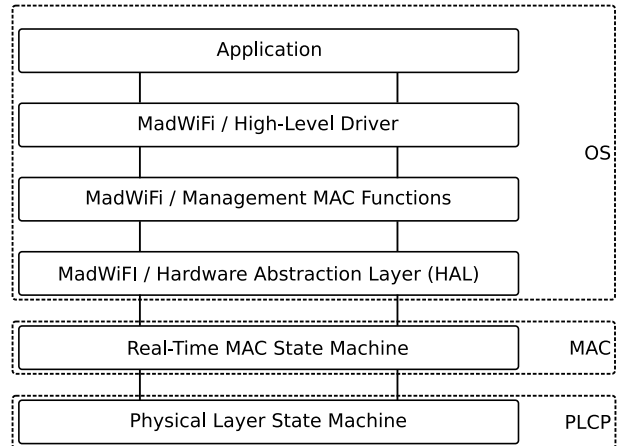 Application
MadWiFi / High-Level Driver
OS
MadWiFi / Management MAC Functions
MadWiFI / Hardware Abstraction Layer (HAL)
Real-Time MAC State Machine
MAC
Physical Layer State Machine
PLCP